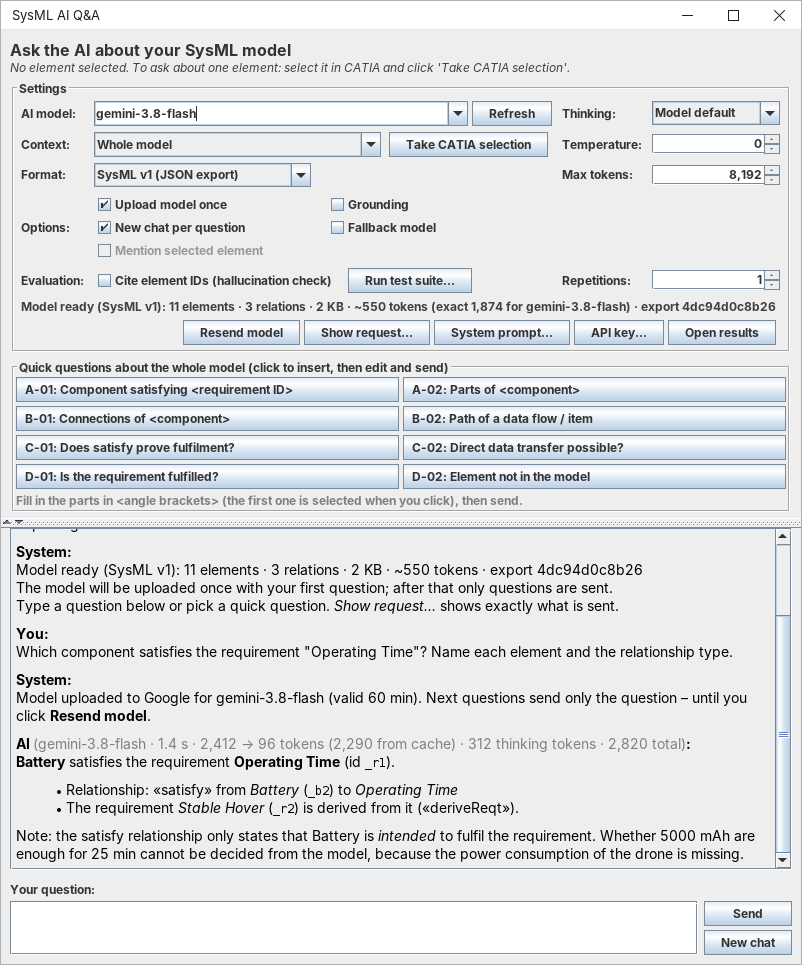 SysML AI Q&A
Ask the AI about your SysML model
No element selected. To ask about one element: select it in CATIA and click 'Take CATIA selection'.
Settings
AI model: gemini-3.8-flash Refresh Thinking: Model default
Context: Whole model Take CATIA selection Temperature: 0
Format: SysML v1 (JSON export) Max tokens: 8,192
Upload model once Grounding
Options: New chat per question Fallback model
Mention selected element
Evaluation: Cite element IDs (hallucination check) Run test suite... Repetitions: 1
Model ready (SysML v1): 11 elements · 3 relations · 2 KB · ~550 tokens (exact 1,874 for gemini-3.8-flash) · export 4dc94d0c8b26
Resend model Show request... System prompt... API key... Open results
Quick questions about the whole model (click to insert, then edit and send)
A-01: Component satisfying <requirement ID> A-02: Parts of <component>
B-01: Connections of <component> B-02: Path of a data flow / item
C-01: Does satisfy prove fulfilment? C-02: Direct data transfer possible?
D-01: Is the requirement fulfilled? D-02: Element not in the model
Fill in the parts in <angle brackets> (the first one is selected when you click), then send.
System:
Model ready (SysML v1): 11 elements · 3 relations · 2 KB · ~550 tokens · export 4dc94d0c8b26
The model will be uploaded once with your first question; after that only questions are sent.
Type a question below or pick a quick question. Show request... shows exactly what is sent.
You:
Which component satisfies the requirement "Operating Time"? Name each element and the relationship type.
System:
Model uploaded to Google for gemini-3.8-flash (valid 60 min). Next questions send only the question – until you
click Resend model.
AI (gemini-3.8-flash · 1.4 s · 2,412 → 96 tokens (2,290 from cache) · 312 thinking tokens · 2,820 total):
Battery satisfies the requirement Operating Time (id _r1).
• Relationship: «satisfy» from Battery (_b2) to Operating Time
• The requirement Stable Hover (_r2) is derived from it («deriveReqt»).
Note: the satisfy relationship only states that Battery is intended to fulfil the requirement. Whether 5000 mAh are
enough for 25 min cannot be decided from the model, because the power consumption of the drone is missing.
Your question:
Send
New chat